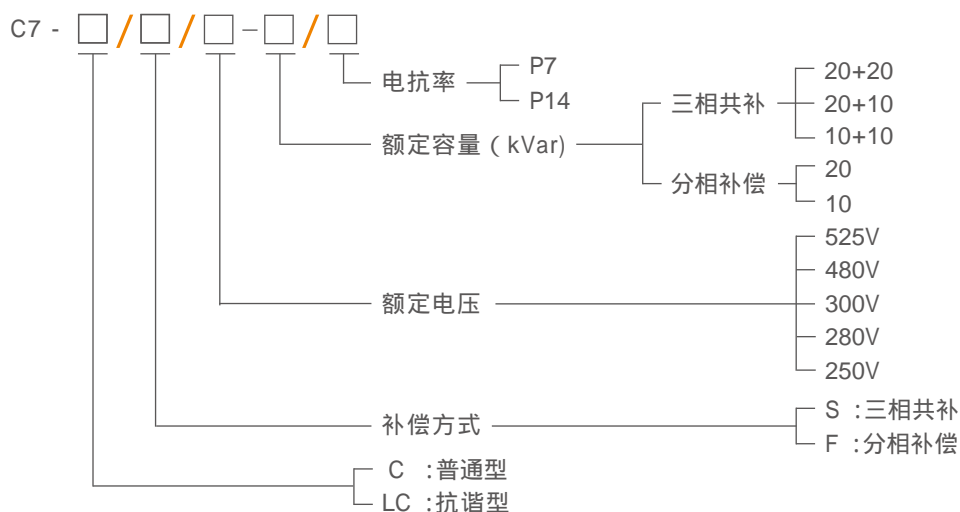 C7 - □/□/□-□/□
电抗率
P7
P14
额定容量（kVar)
三相共补
20+20
20+10
10+10
分相补偿
20
10
额定电压
525V
480V
300V
280V
250V
补偿方式
S :三相共补
F :分相补偿
C :普通型
LC :抗谐型